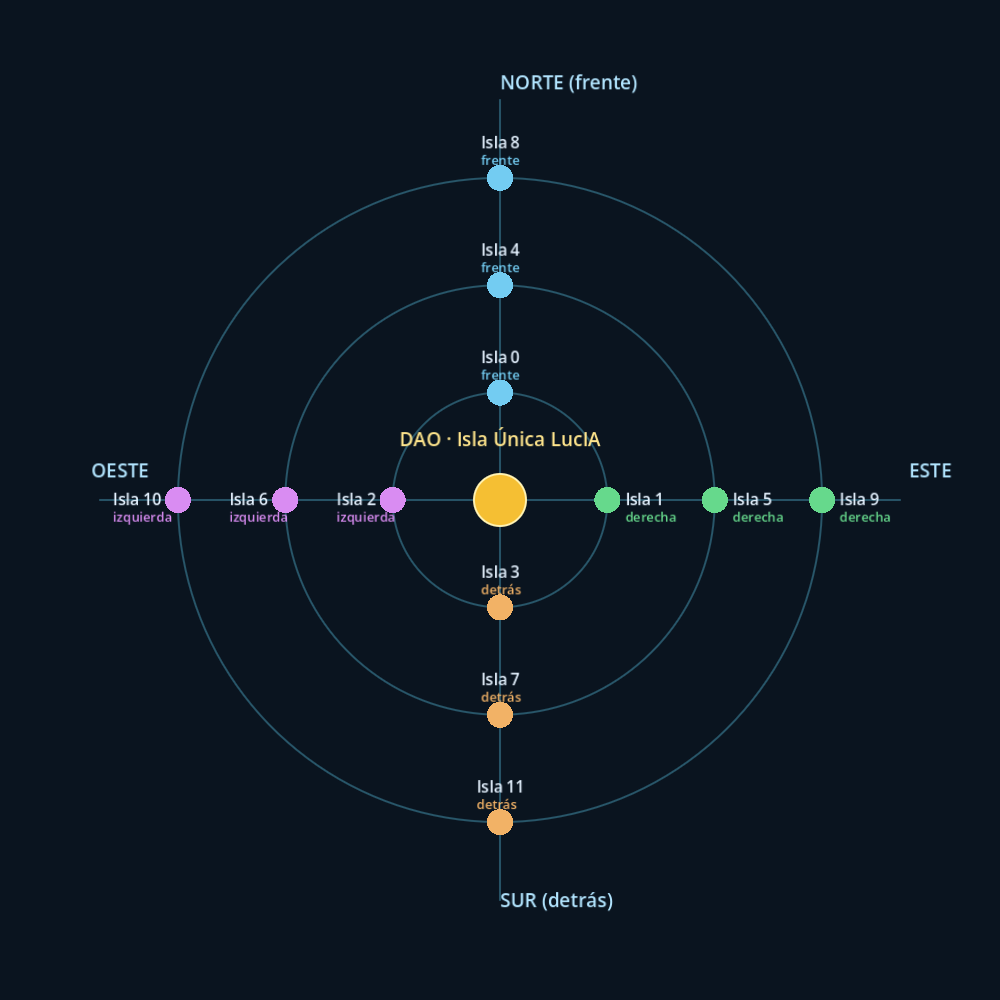 NORTE (frente)
Isla 8
frente
Isla 4
frente
Isla 0
frente
DAO · Isla Única LucIA
OESTE
ESTE
Isla 10
izquierda
Isla 6
izquierda
Isla 2
izquierda
Isla 1
derecha
Isla 5
derecha
Isla 9
derecha
Isla 3
detrás
Isla 7
detrás
Isla 11
detrás
SUR (detrás)